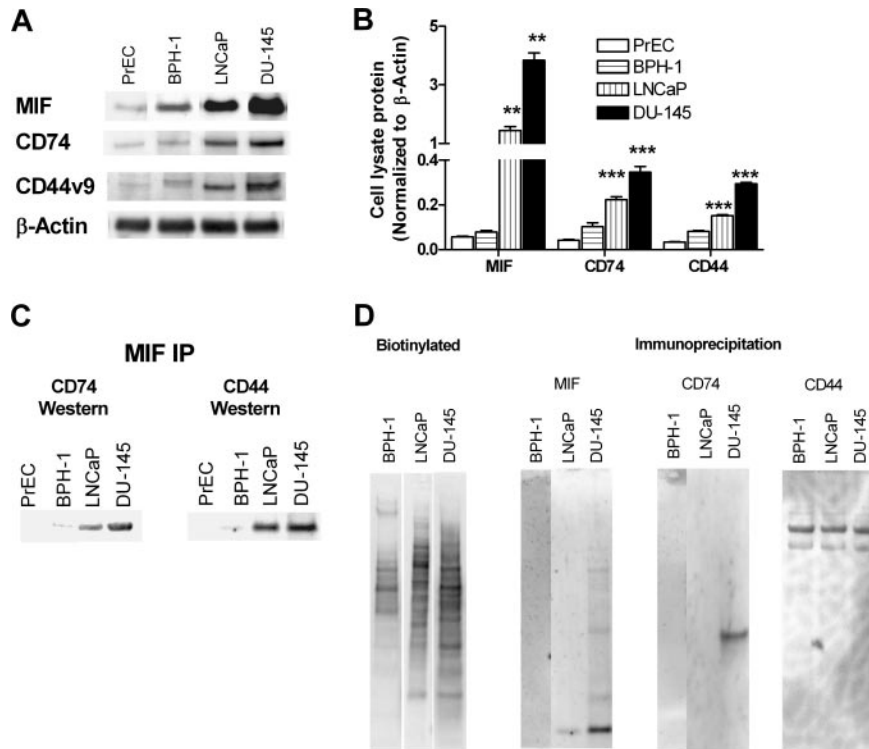 A
PrEC
BPH-1
LNCaP
DU-145
MIF
CD74
CD44v9
β-Actin
B
Cell lysate protein
(Normalized to β-Actin)
5
3
1
0.4
0.2
0.0
PrEC
BPH-1
LNCaP
DU-145
**
**
***
***
***
***
MIF
CD74
CD44
C
MIF IP
CD74
Western
CD44
Western
PrEC
BPH-1
LNCaP
DU-145
PrEC
BPH-1
LNCaP
DU-145
D
Biotinylated
Immunoprecipitation
MIF
CD74
CD44
BPH-1
LNCaP
DU-145
BPH-1
LNCaP
DU-145
BPH-1
LNCaP
DU-145
BPH-1
LNCaP
DU-145